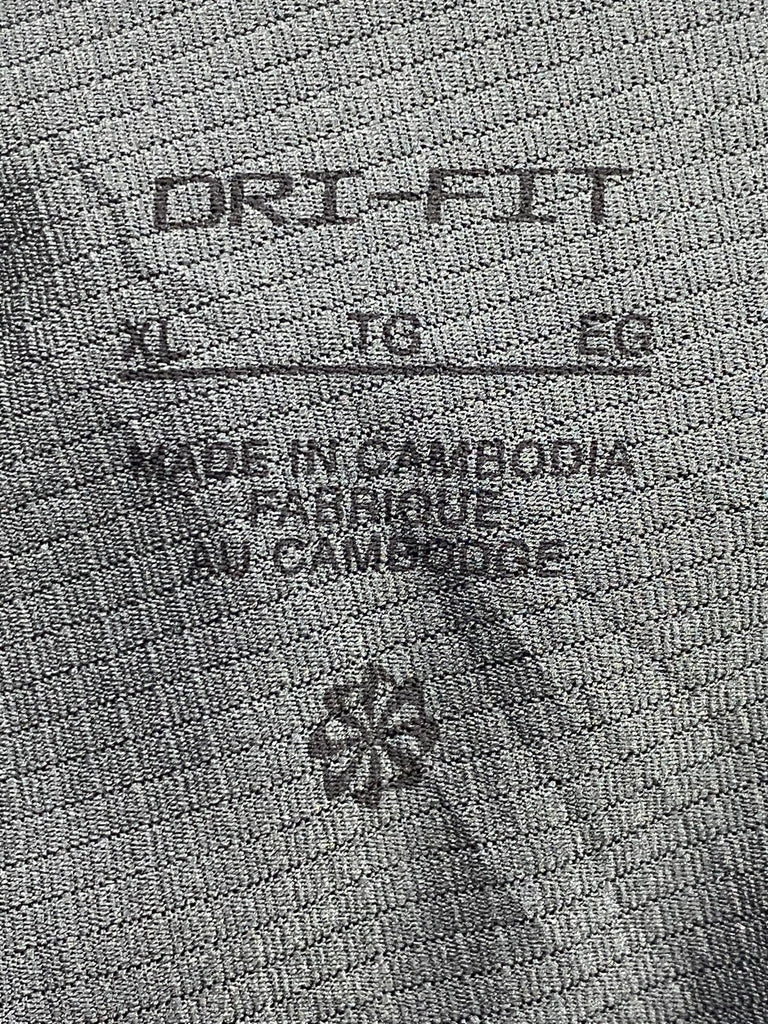 DRI-FIT
XL TG EG
MADE IN CAMBODIA
FABRIQUE
AU CAMBODGE